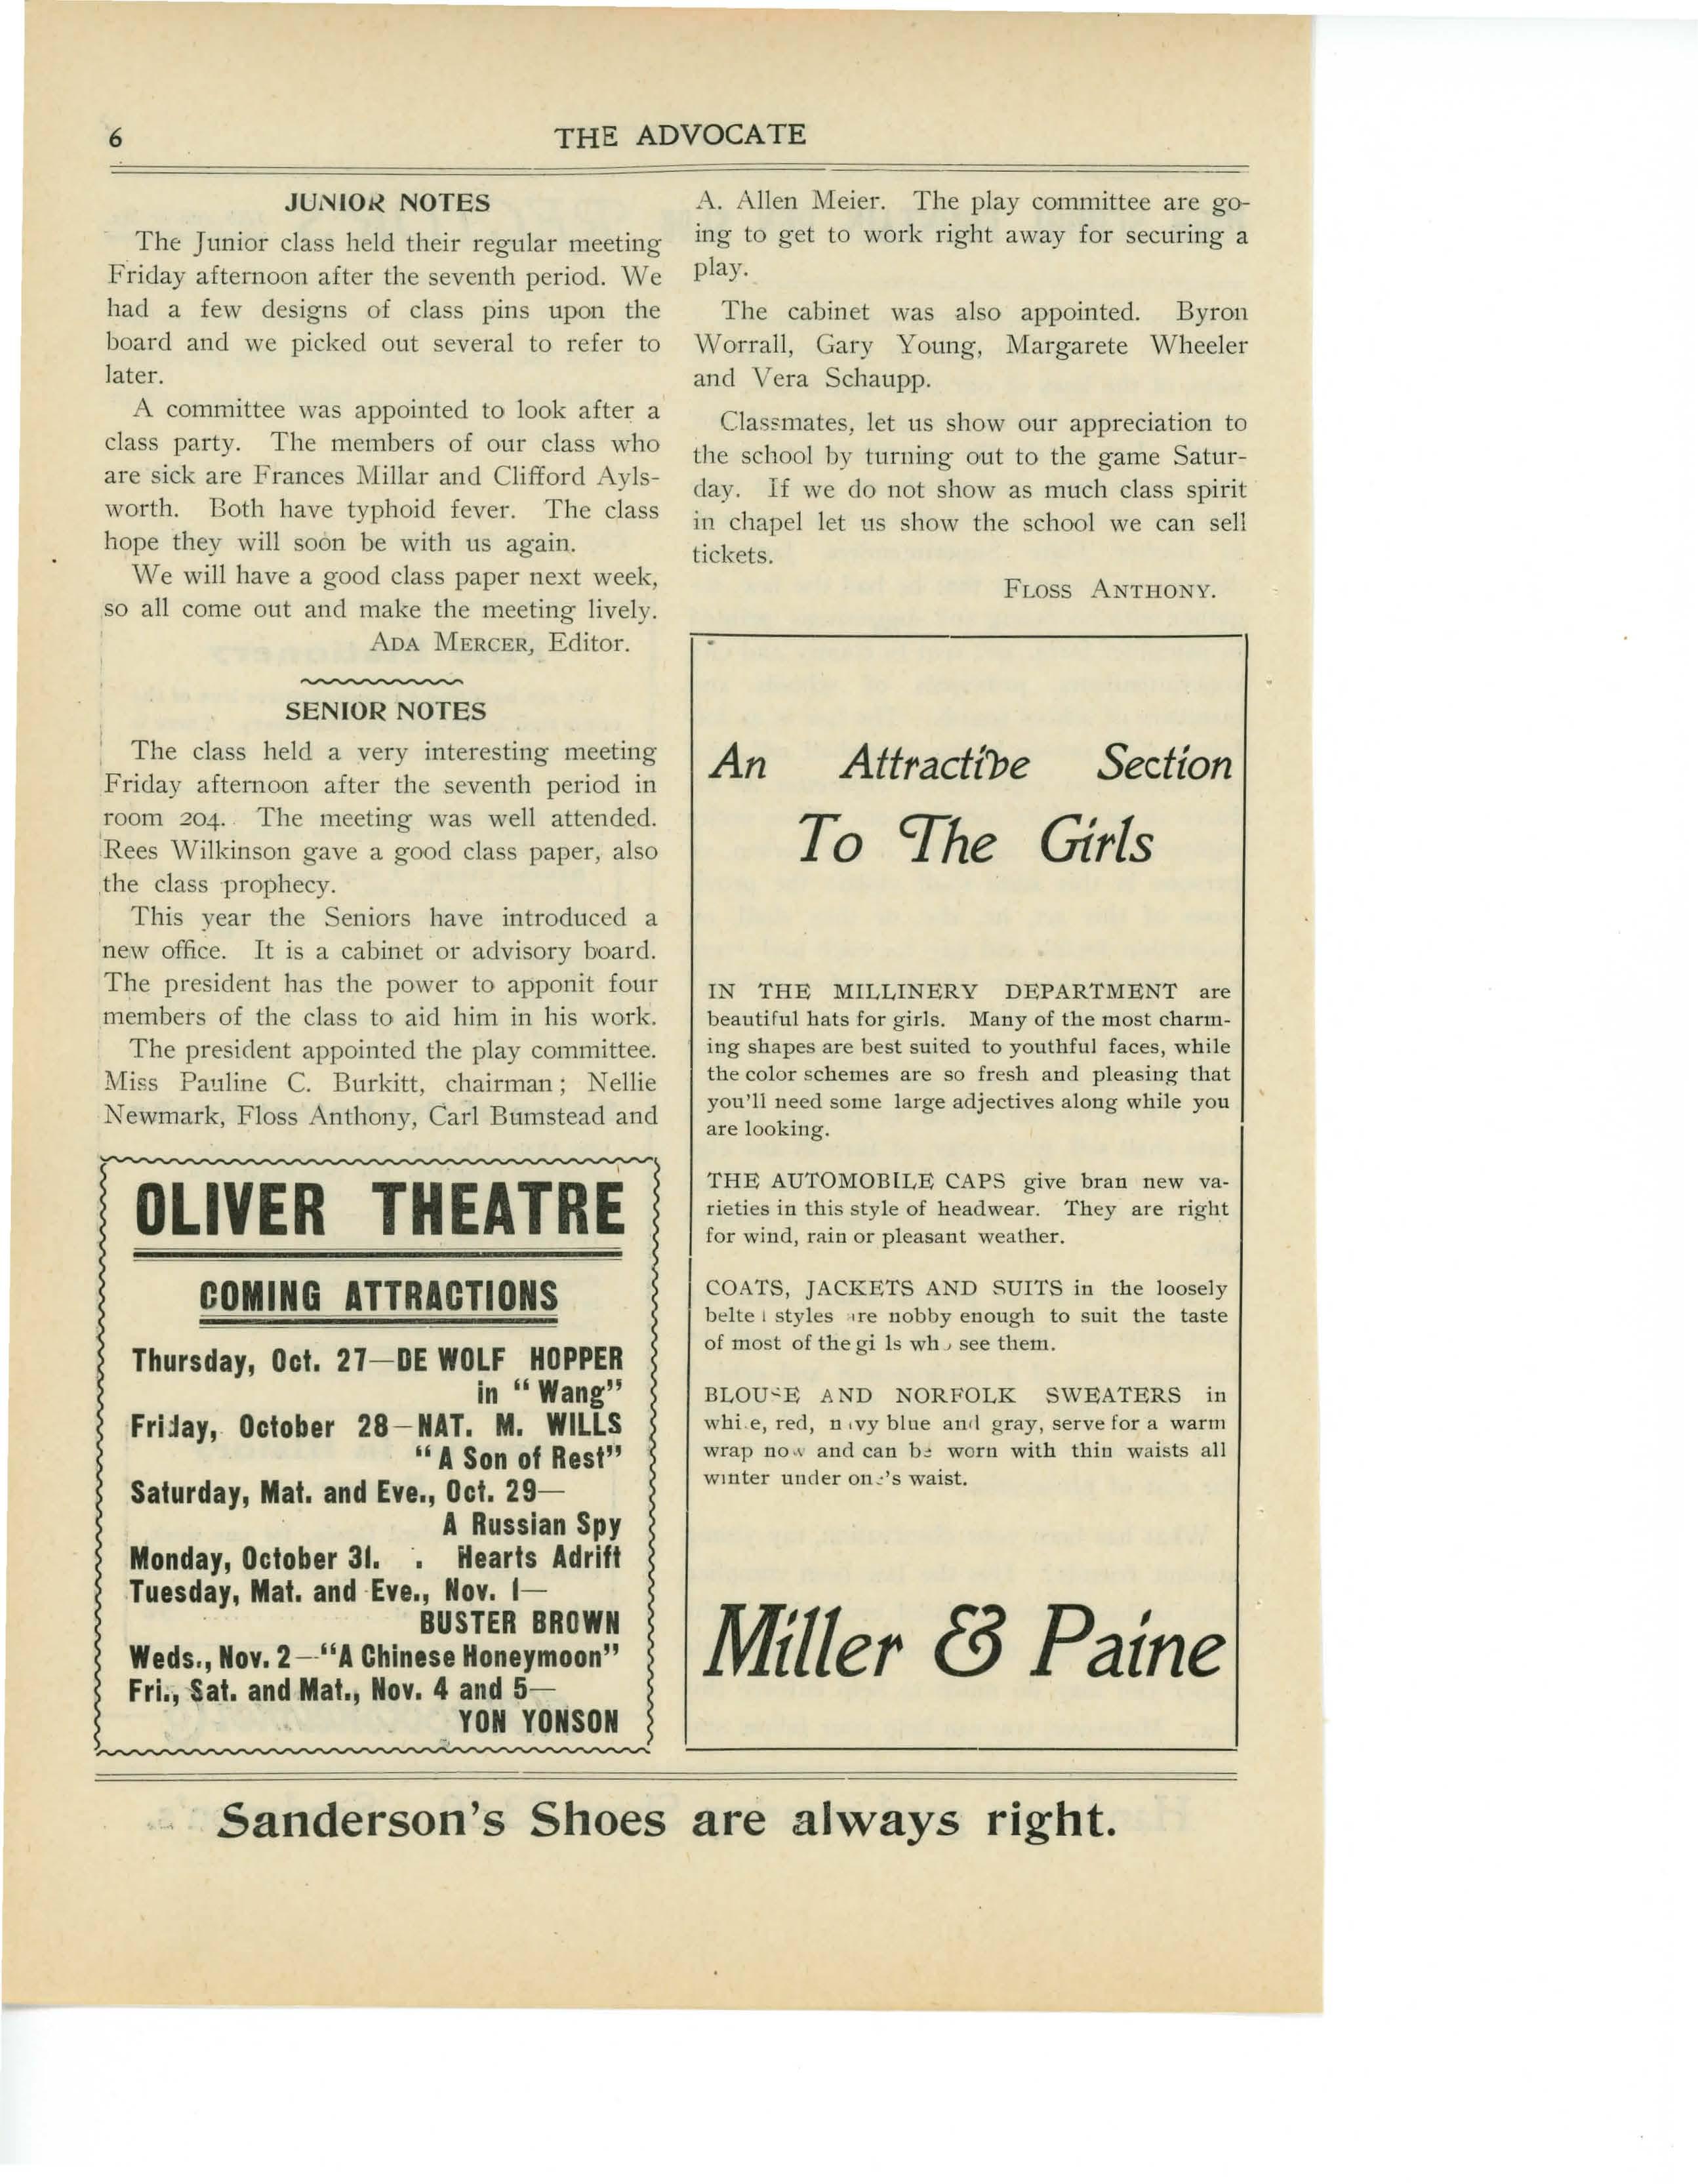 6
THE ADVOCATE
JUNIOR NOTES
The Junior class held their regular meeting
Friday afternoon after the seventh period. We
had a few designs of class pins upon the
board and we picked out several to refer to
later.
A committee was appointed to look after a
class party. The members of our class who
are sick are Frances Millar and Clifford Ayls-
worth. Both have typhoid fever. The class
hope they will soon be with us again.
We will have a good class paper next week,
so all come out and make the meeting lively.
ADA MERCER, Editor.
SENIOR NOTES
The class held a very interesting meeting
Friday afternoon after the seventh period in
room 204. The meeting was well attended.
Rees Wilkinson gave a good class paper, also
the class prophecy.
This year the Seniors have introduced a
new office. It is a cabinet or advisory board.
The president has the power to apponit four
members of the class to aid him in his work.
The president appointed the play committee.
Miss Pauline C. Burkitt, chairman; Nellie
Newmark, Floss Anthony, Carl Bumstead and
A. Allen Meier. The play committee are go-
ing to get to work right away for securing a
play.
The cabinet was also appointed. Byron
Worrall, Gary Young, Margarete Wheeler
and Vera Schaupp.
Classmates, let us show our appreciation to
the school by turning out to the game Satur-
day. If we do not show as much class spirit
in chapel let us show the school we can sell
tickets.
FLOSS ANTHONY.
OLIVER THEATRE
COMING ATTRACTIONS
Thursday, Oct. 27—DE WOLF HOPPER
in "Wang"
Friday, October 28—NAT. M. WILLS
"A Son of Rest"
Saturday, Mat. and Eve., Oct. 29—
A Russian Spy
Monday, October 31. . Hearts Adrift
Tuesday, Mat. and Eve., Nov. 1—
BUSTER BROWN
Weds., Nov. 2—"A Chinese Honeymoon"
Fri., Sat. and Mat., Nov. 4 and 5—
YON YONSON
An Attractive Section
To The Girls
IN THE MILLINERY DEPARTMENT are
beautiful hats for girls. Many of the most charm-
ing shapes are best suited to youthful faces, while
the color schemes are so fresh and pleasing that
you'll need some large adjectives along while you
are looking.
THE AUTOMOBILE CAPS give bran new va-
rieties in this style of headwear. They are right
for wind, rain or pleasant weather.
COATS, JACKETS AND SUITS in the loosely
belted styles are nobby enough to suit the taste
of most of the girls who see them.
BLOUSE AND NORFOLK SWEATERS in
white, red, navy blue and gray, serve for a warm
wrap now and can be worn with thin waists all
winter under one's waist.
Miller & Paine
Sanderson's Shoes are always right.